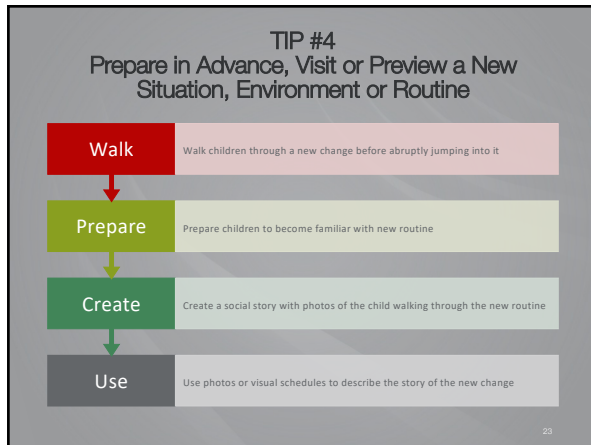 TIP #4
Prepare in Advance, Visit or Preview a New
Situation, Environment or Routine
Walk
Walk children through a new change before abruptly jumping into it
Prepare
Prepare children to become familiar with new routine
Create
Create a social story with photos of the child walking through the new routine
Use
Use photos or visual schedules to describe the story of the new change
23